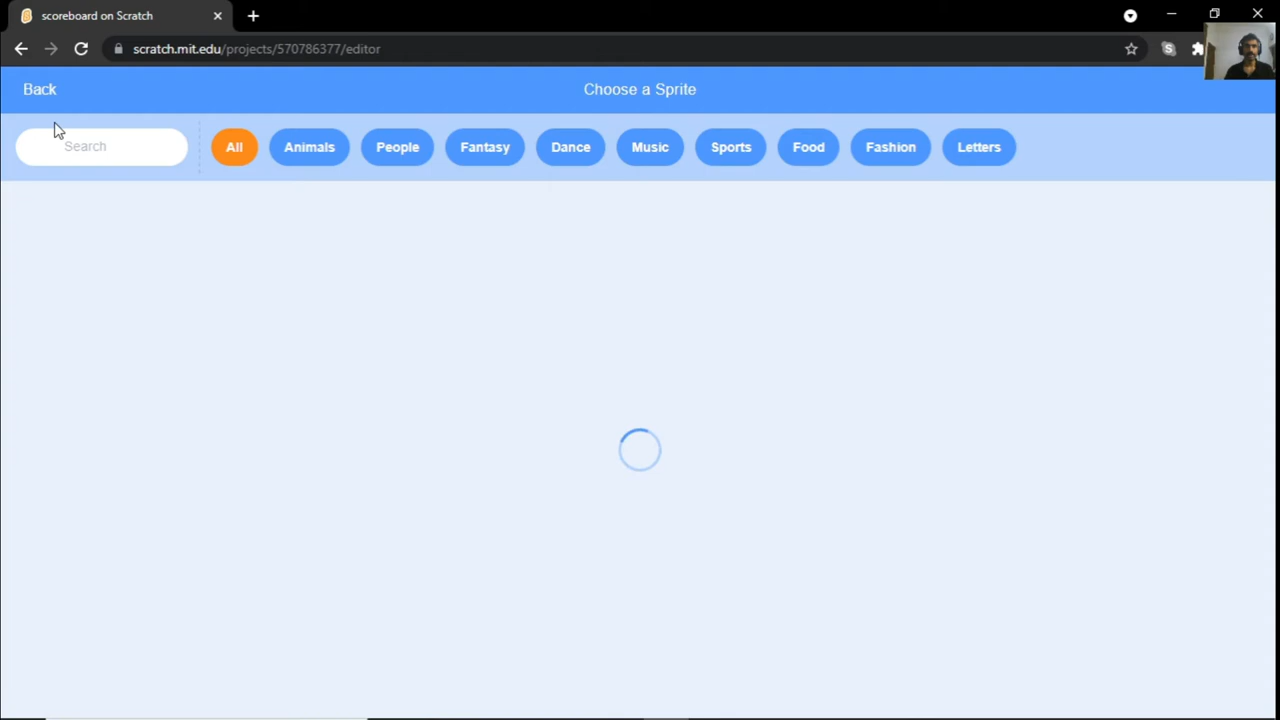 scoreboard on Scratch
scratch.mit.edu/projects/570786377/editor
Back
Choose a Sprite
Search
All
Animals
People
Fantasy
Dance
Music
Sports
Food
Fashion
Letters